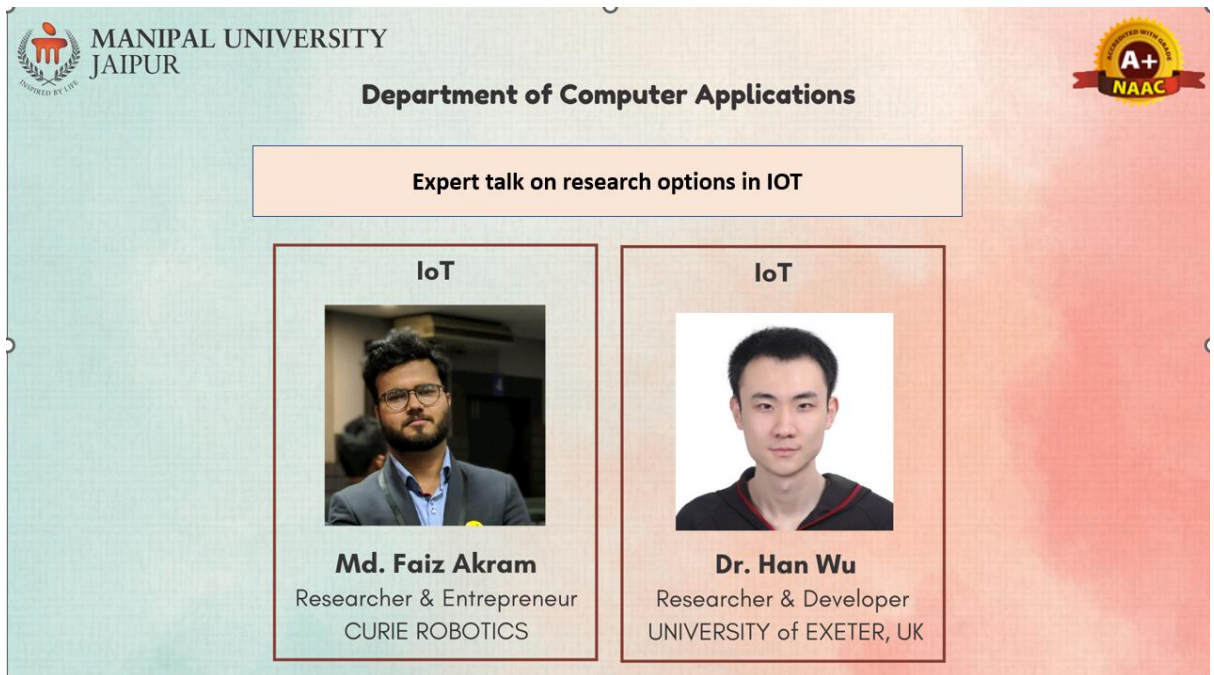 MANIPAL UNIVERSITY
JAIPUR
INSPIRED BY LIFE
ACCREDITED WITH GRADE
A+
NAAC
Department of Computer Applications
Expert talk on research options in IOT
IoT
Md. Faiz Akram
Researcher & Entrepreneur
CURIE ROBOTICS
IoT
Dr. Han Wu
Researcher & Developer
UNIVERSITY of EXETER, UK